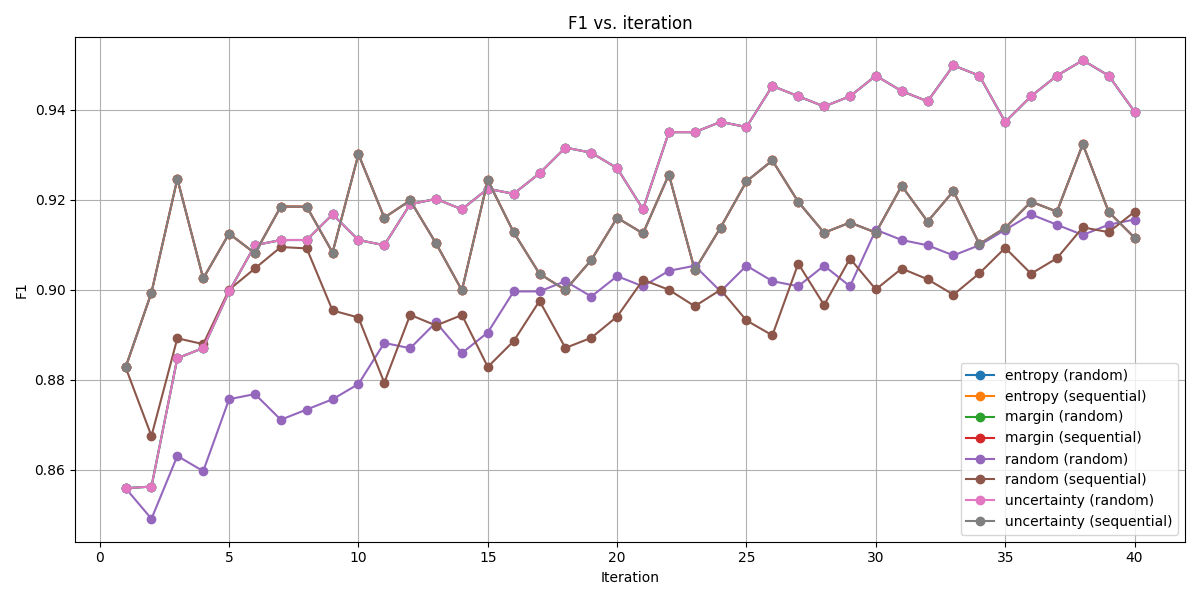 F1 vs. iteration
F1
0.94
0.92
0.90
0.88
0.86
0 5 10 15 20 25 30 35 40
Iteration
entropy (random)
entropy (sequential)
margin (random)
margin (sequential)
random (random)
random (sequential)
uncertainty (random)
uncertainty (sequential)